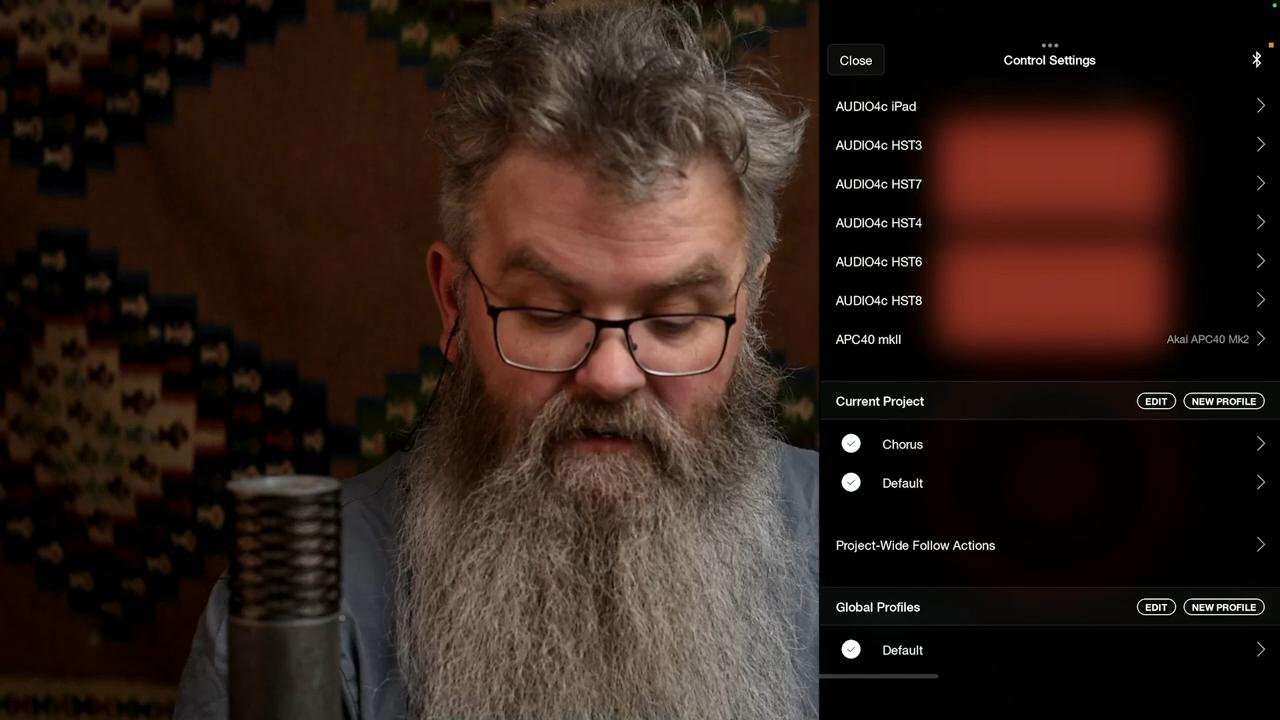 Close
Control Settings
AUDIO4c iPad
AUDIO4c HST3
AUDIO4c HST7
AUDIO4c HST4
AUDIO4c HST6
AUDIO4c HST8
APC40 mkII Akai APC40 Mk2
Current Project EDIT NEW PROFILE
Chorus
Default
Project-Wide Follow Actions
Global Profiles EDIT NEW PROFILE
Default